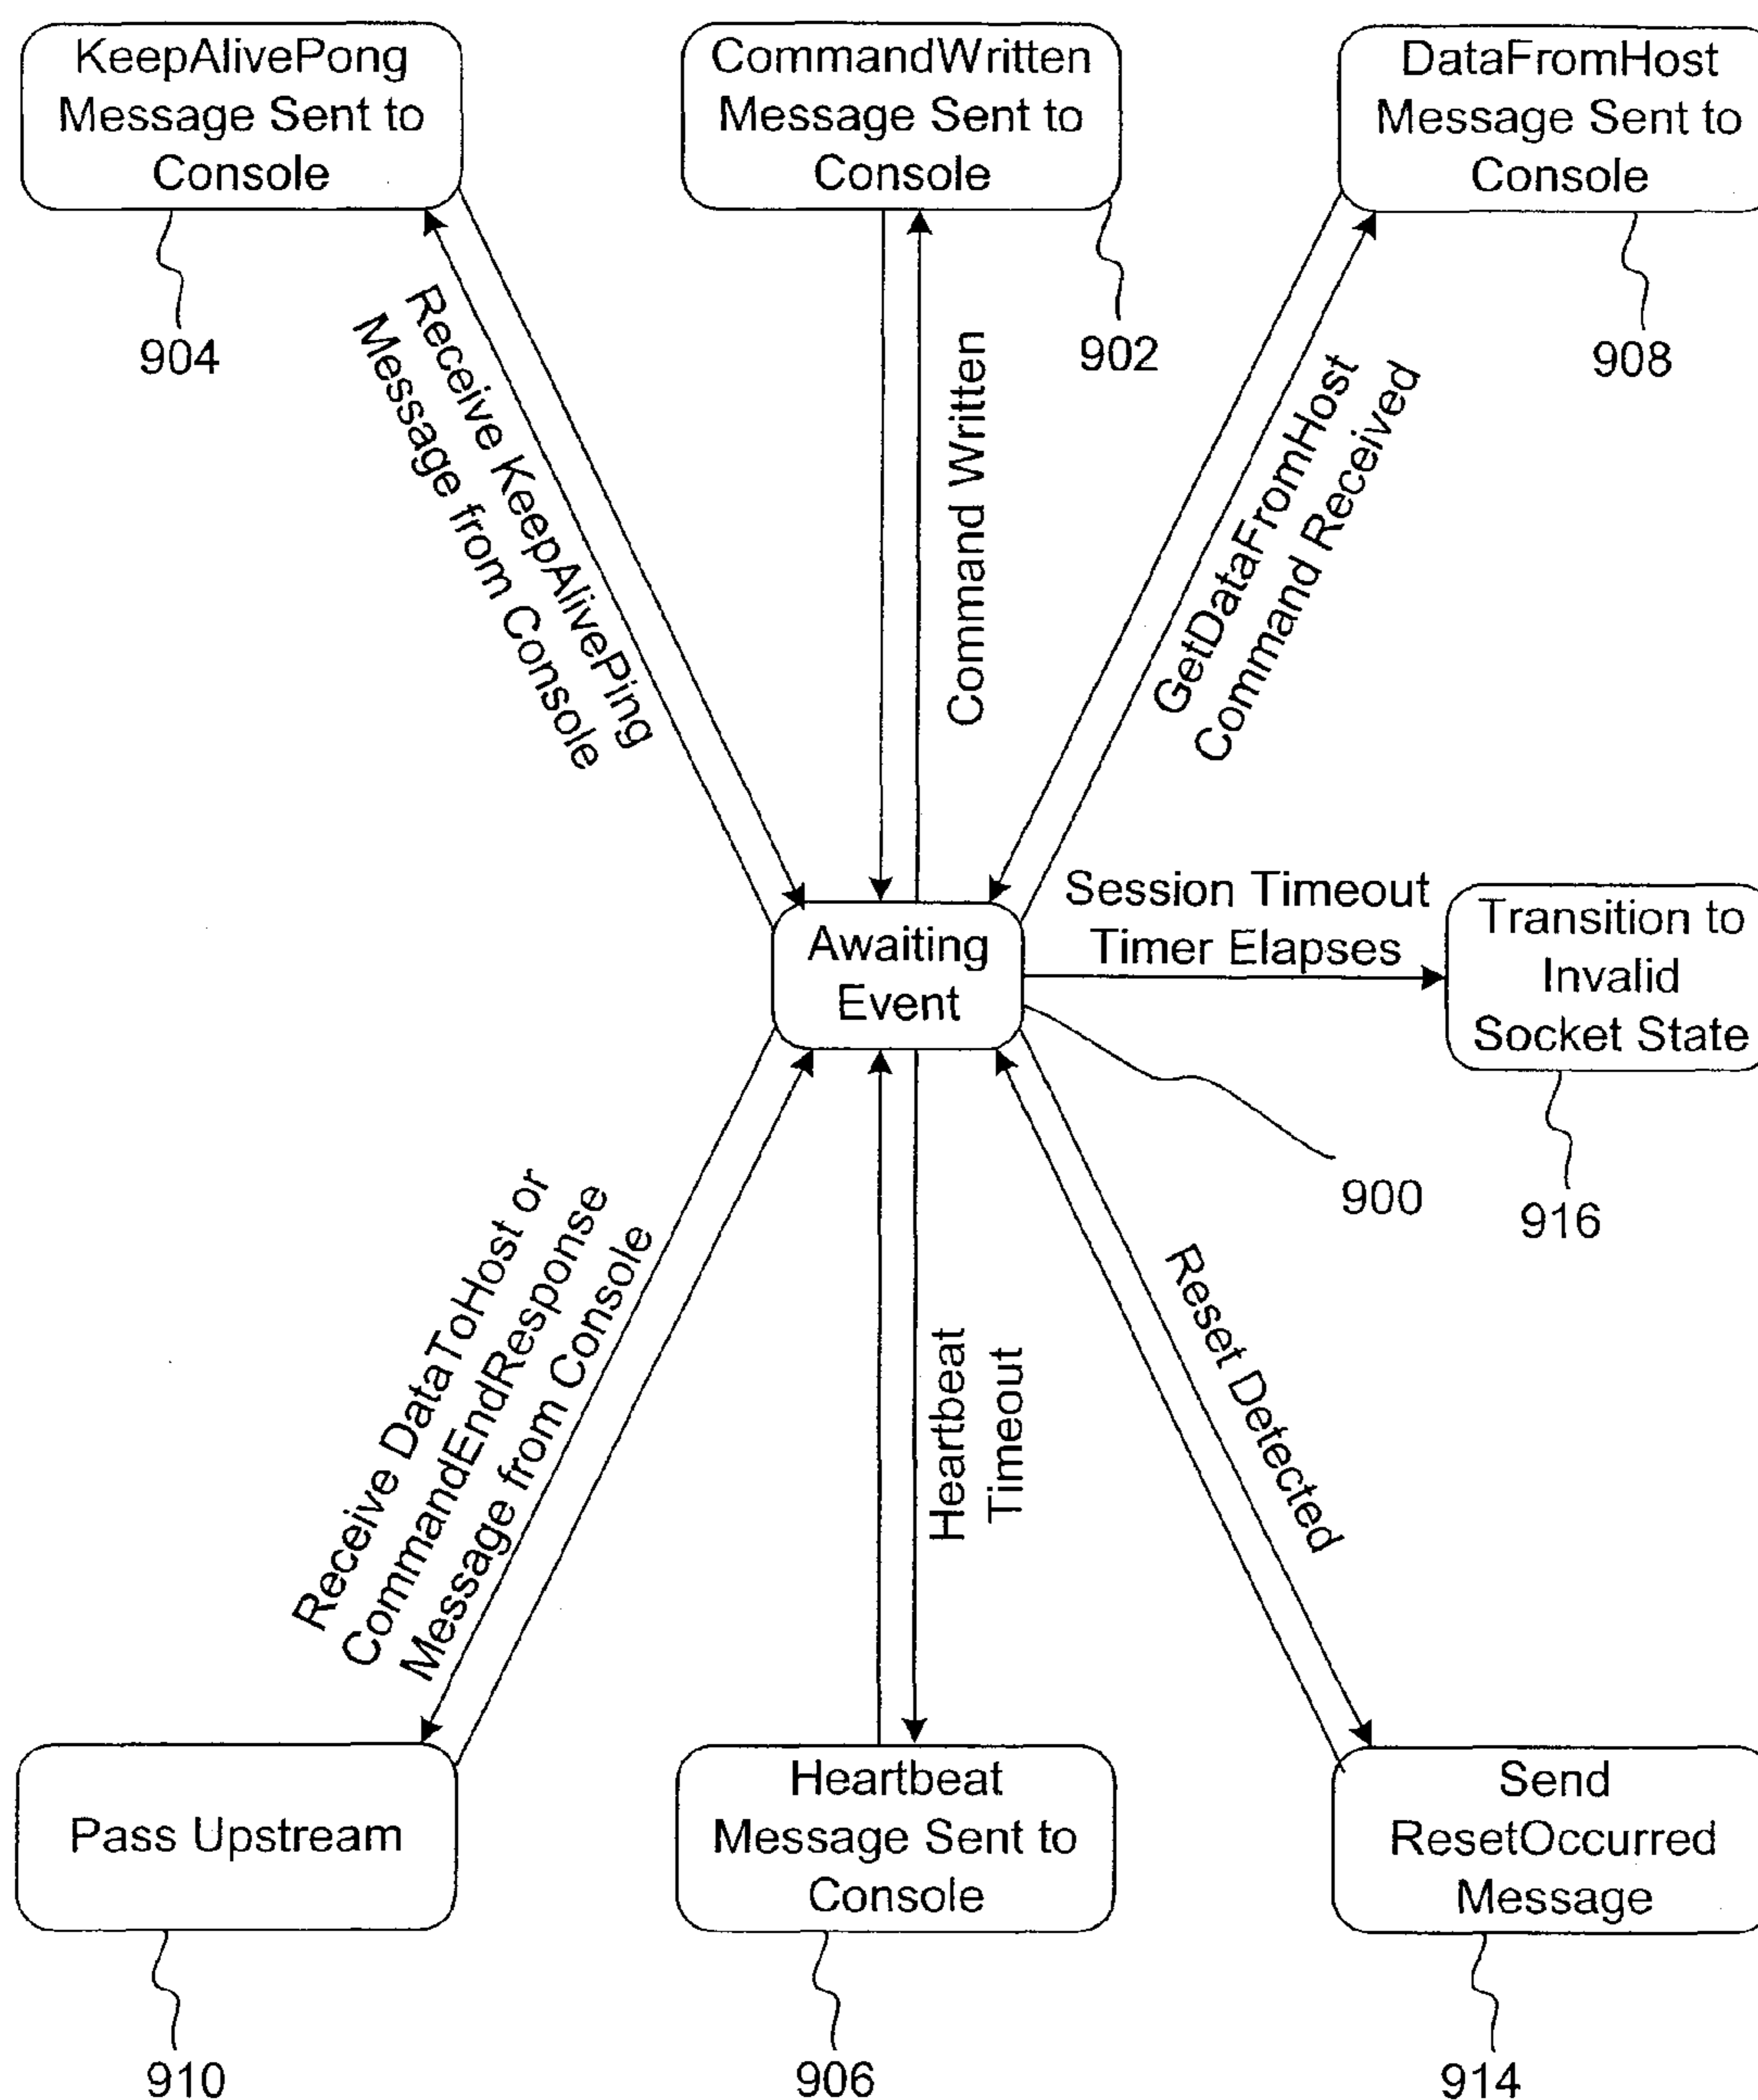 KeepAlivePong
Message Sent to
Console
CommandWritten
Message Sent to
Console
DataFromHost
Message Sent to
Console
904
902
908
Receive KeepAlivePing
Message from Console
Command Written
GetDataFromHost
Command Received
Awaiting
Event
Session Timeout
Timer Elapses
Transition to
Invalid
Socket State
900
916
Receive DataToHost or
CommandEndResponse
Message from Console
Heartbeat
Timeout
Reset Detected
Pass Upstream
Heartbeat
Message Sent to
Console
Send
ResetOccurred
Message
910
906
914